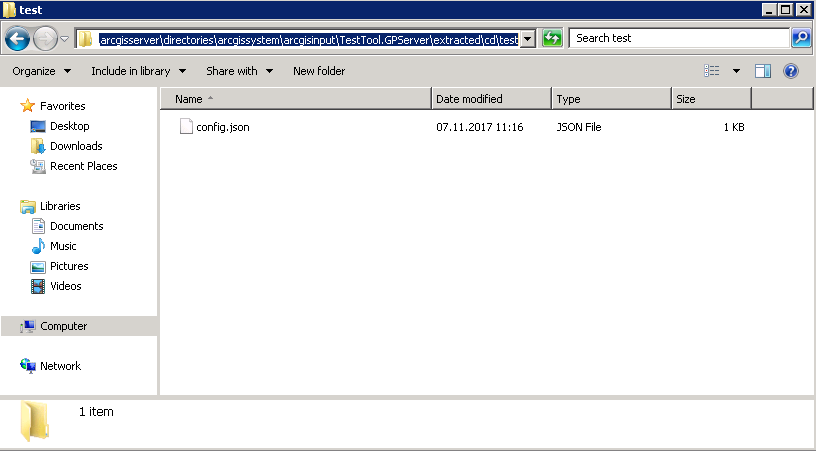 test
arcgisserver\directories\arcgissystem\arcgisinput\TestTool.GPServer\extracted\cd\test
Search test
Organize
Include in library
Share with
New folder
Favorites
Desktop
Downloads
Recent Places
Libraries
Documents
Music
Pictures
Videos
Computer
Network
Name
Date modified
Type
Size
config.json
07.11.2017 11:16
JSON File
1 KB
1 item